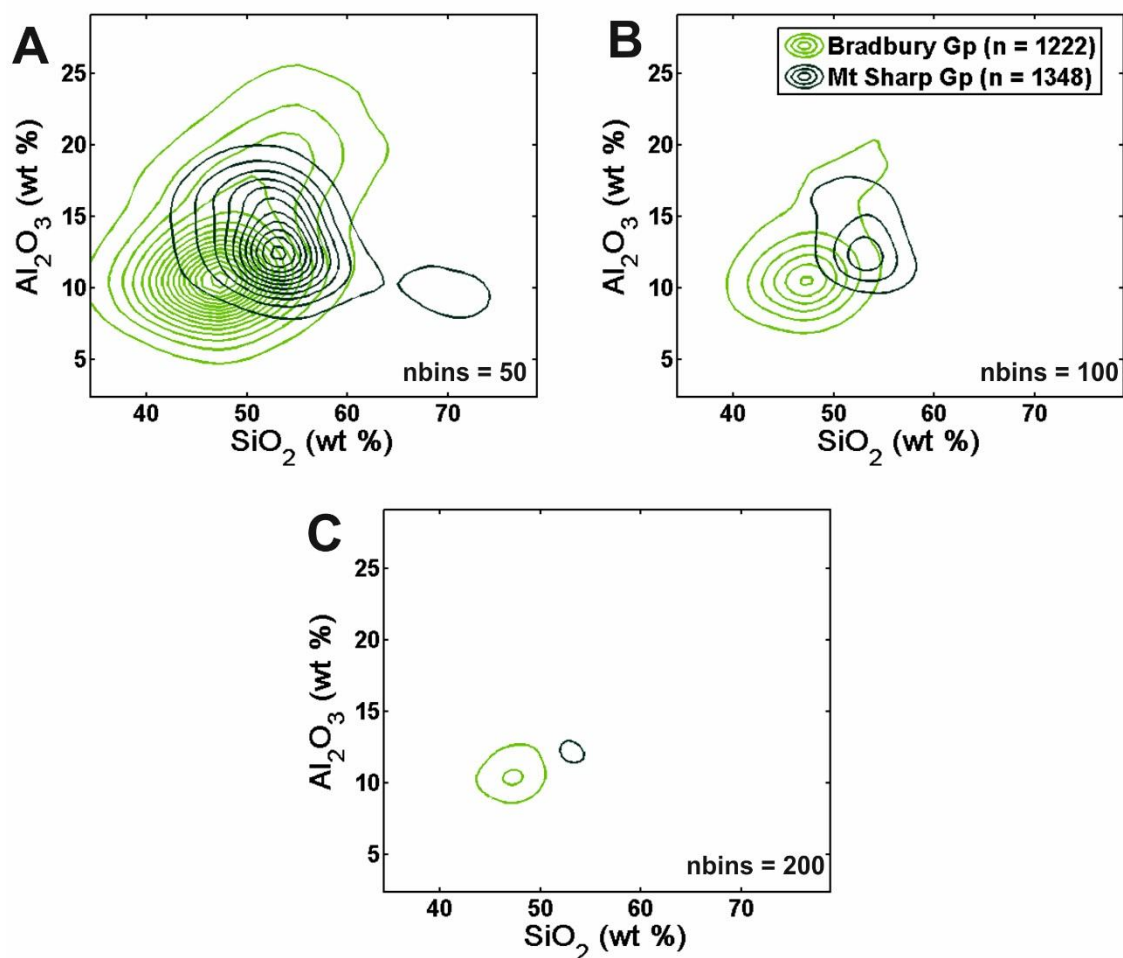 A
Al2O3 (wt %)
25
20
15
10
5
nbins = 50
40 50 60 70
SiO2 (wt %)
B
Bradbury Gp (n = 1222)
Mt Sharp Gp (n = 1348)
Al2O3 (wt %)
25
20
15
10
5
nbins = 100
40 50 60 70
SiO2 (wt %)
C
Al2O3 (wt %)
25
20
15
10
5
nbins = 200
40 50 60 70
SiO2 (wt %)